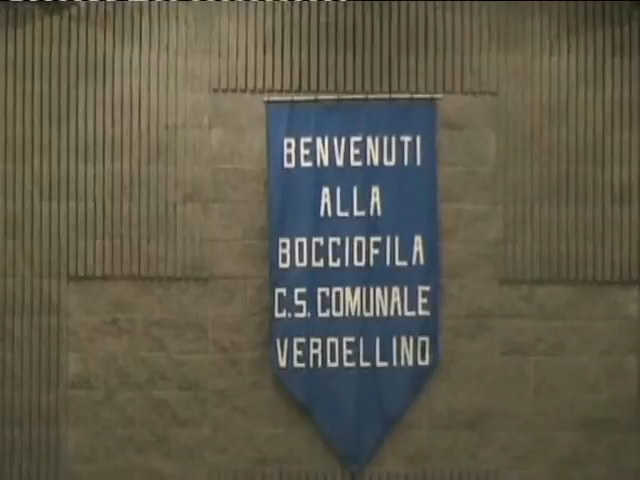 BENVENUTI
ALLA
BOCCIOFILA
C.S. COMUNALE
VERDELLINO